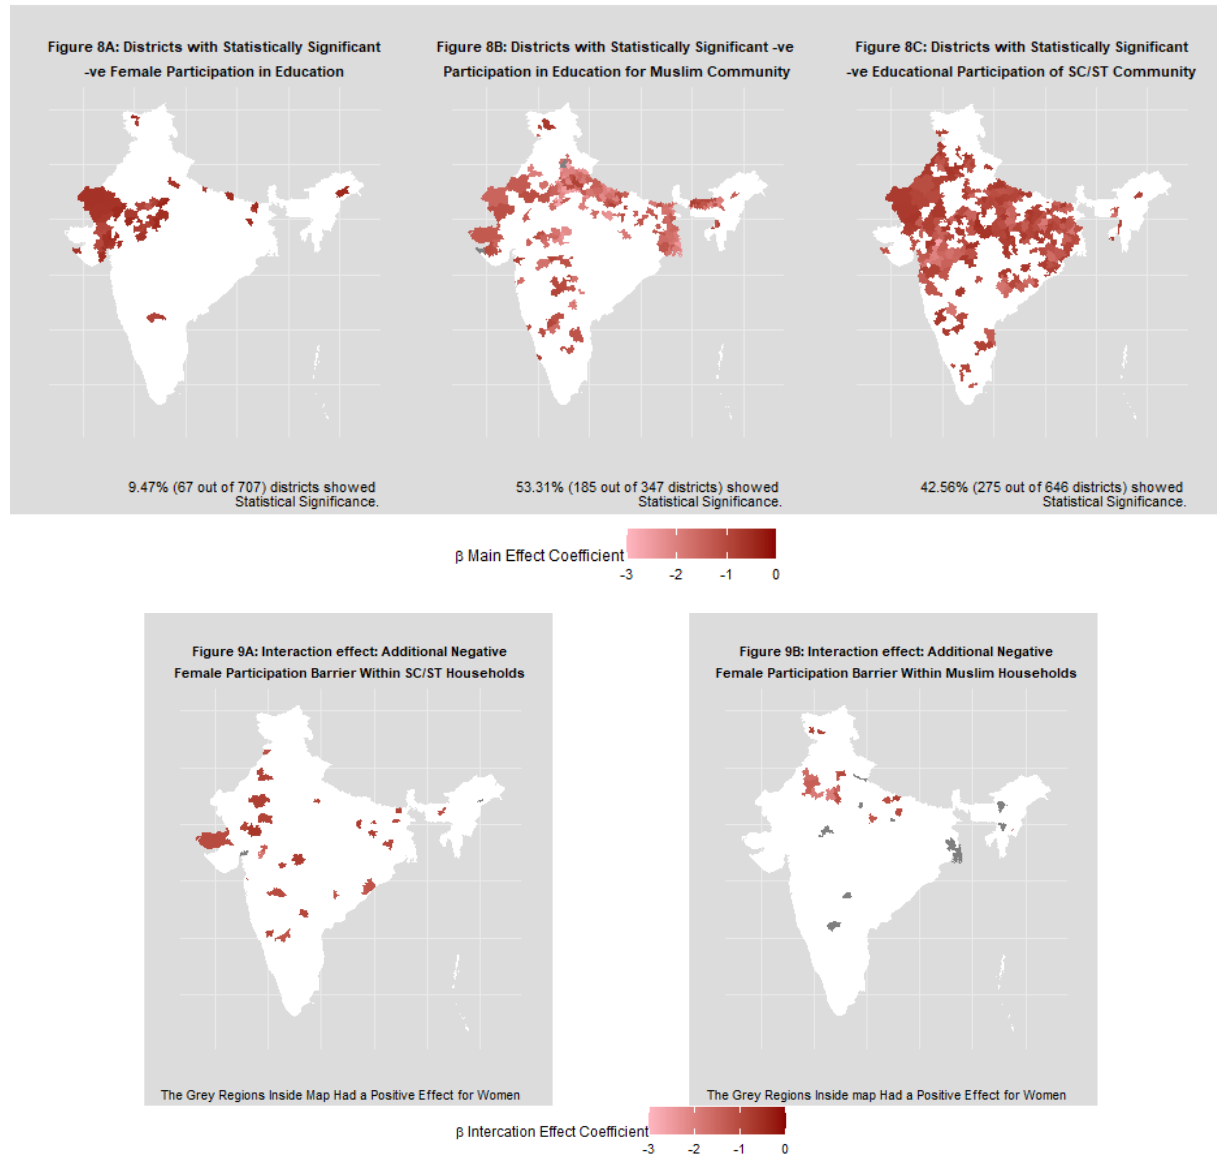 Figure 8A: Districts with Statistically Significant
-ve Female Participation in Education
Figure 8B: Districts with Statistically Significant -ve
Participation in Education for Muslim Community
Figure 8C: Districts with Statistically Significant
-ve Educational Participation of SC/ST Community
9.47% (67 out of 707) districts showed
Statistical Significance.
53.31% (185 out of 347 districts) showed
Statistical Significance.
42.56% (275 out of 646 districts) showed
Statistical Significance.
β Main Effect Coefficient
-3 -2 -1 0
Figure 9A: Interaction effect: Additional Negative
Female Participation Barrier Within SC/ST Households
Figure 9B: Interaction effect: Additional Negative
Female Participation Barrier Within Muslim Households
The Grey Regions Inside Map Had a Positive Effect for Women
The Grey Regions Inside map Had a Positive Effect for Women
β Intercation Effect Coefficient
-3 -2 -1 0